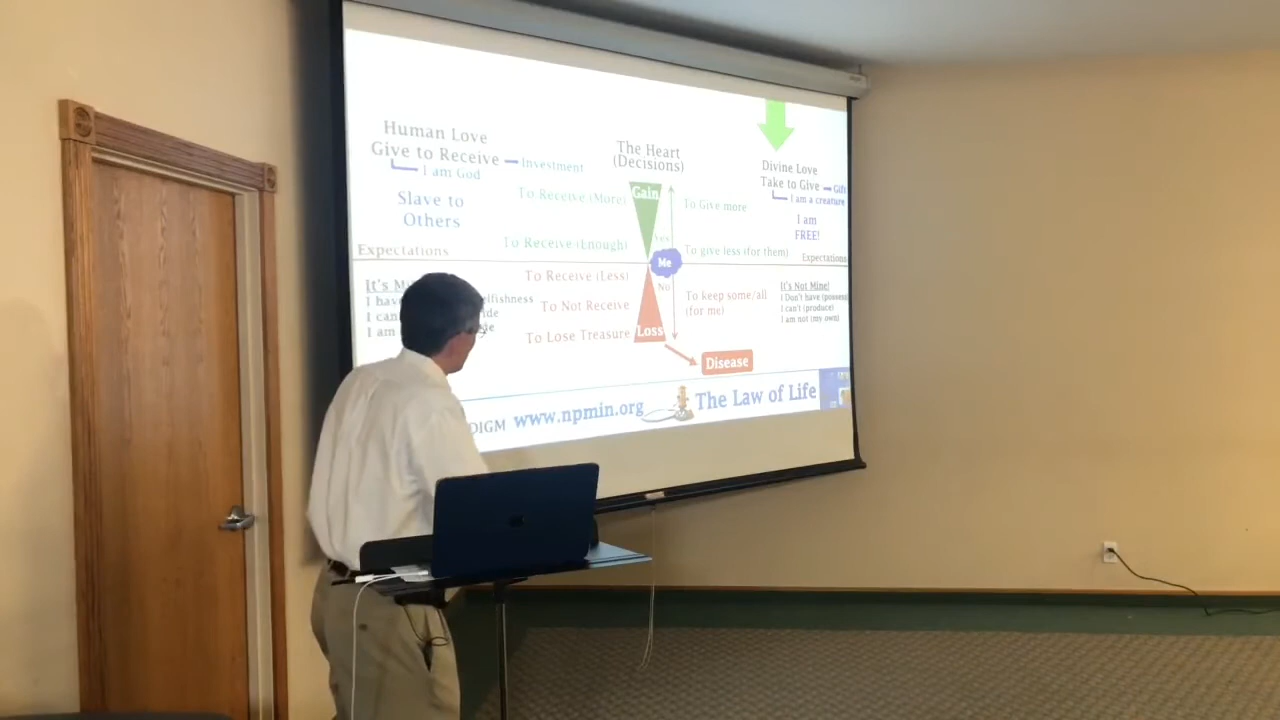 Human Love
Give to Receive
Investment
I am God
Slave to
Others
Expectations
I have
I can
I am
The Heart
(Decisions)
To Receive (More)
To Receive (Enough)
To Receive (Less)
To Not Receive
To Lose Treasure
Gain
Yes
Me
No
Loss
Disease
To Give more
To give less (for them)
To keep some/all
(for me)
Divine Love
Take to Give
Gift
I am a creature
I am
FREE!
Expectations
It's Not Mine!
I Don't have (possess)
I can't (produce)
I am not (my own)
www.npmin.org
The Law of Life